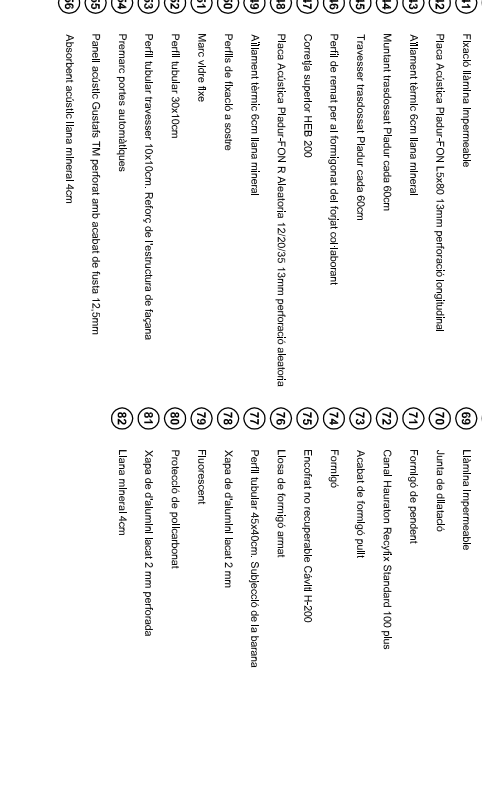 41 Fixació llàmina impermeable
42 Placa Acústica Pladur-FON L5x80 13mm perforació longitudinal
43 Aïllament tèrmic 6cm llana mineral
44 Muntant trasdossat Pladur cada 60cm
45 Travesser trasdossat Pladur cada 60cm
46 Perfil de remat per al formigonat del forjat col·laborant
47 Corretja superior HEB 200
48 Placa Acústica Pladur-FON R Aleatoria 12/20/35 13mm perforació aleatoria
49 Aïllament tèrmic 6cm llana mineral
50 Perfils de fixació a sostre
51 Marc vidre fixe
52 Perfil tubular 30x10cm
53 Perfil tubular travesser 10x10cm. Reforç de l'estructura de façana
54 Premarc portes automàtiques
55 Panell acústic Gustafs TM perforat amb acabat de fusta 12,5mm
56 Absorbent acústic llana mineral 4cm
69 Llàmina Impermeable
70 Junta de dilatació
71 Formigó de pendent
72 Canal Hauraton Recyfix Standard 100 plus
73 Acabat de formigó pulit
74 Formigó
75 Encofrat no recuperable Cáviti H-200
76 Llosa de formigó armat
77 Perfil tubular 45x40cm. Subjecció de la barana
78 Xapa de d'alumini lacat 2 mm
79 Fluorescent
80 Protecció de policarbonat
81 Xapa de d'alumini lacat 2 mm perforada
82 Llana mineral 4cm